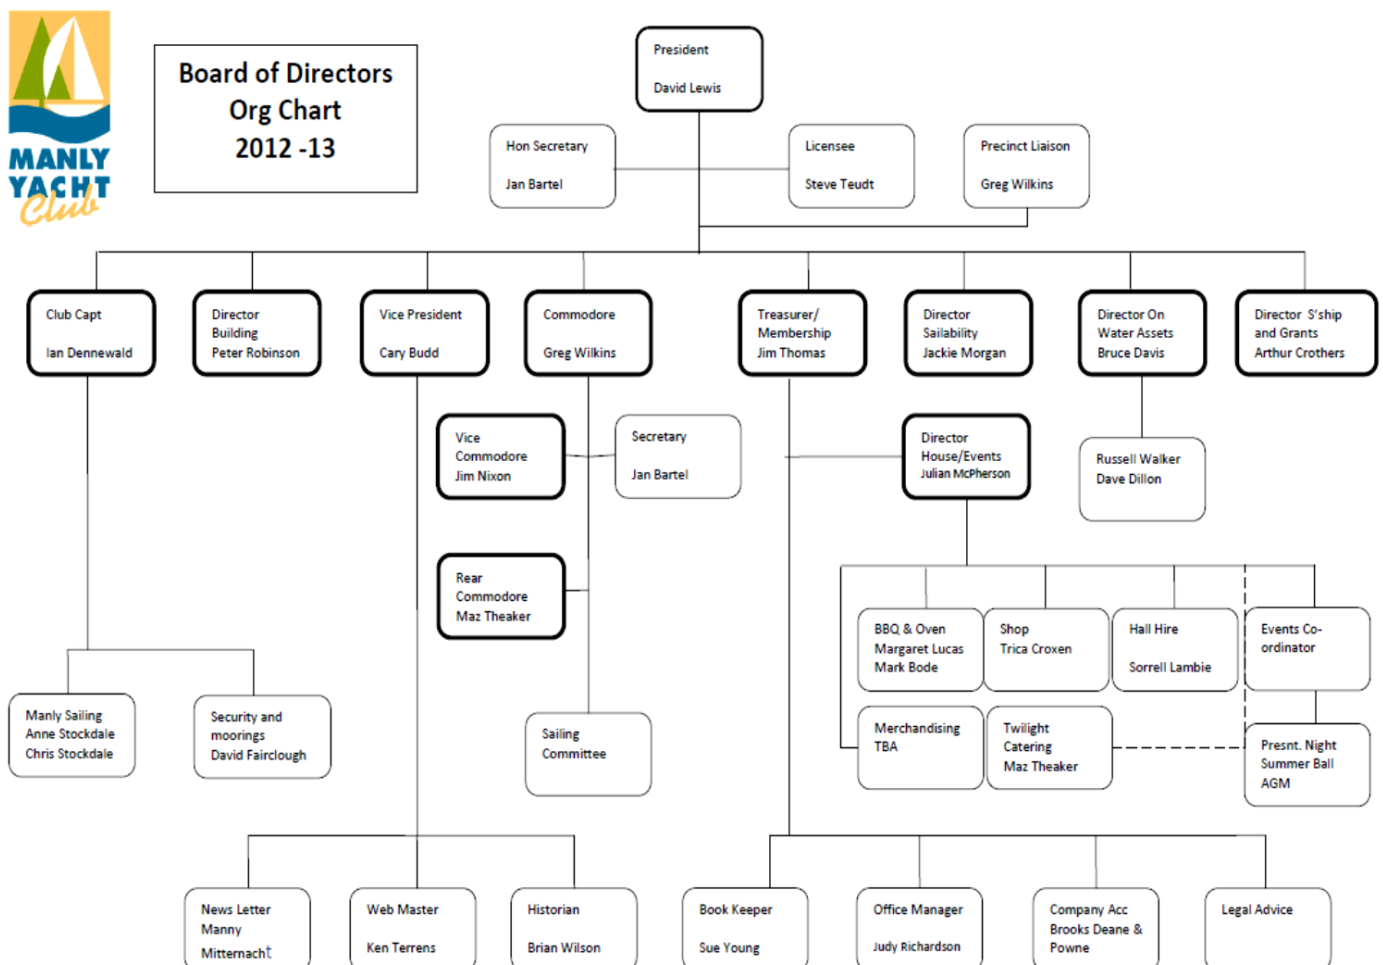 MANLY
YACHT
Club
Board of Directors
Org Chart
2012 -13
President
David Lewis
Hon Secretary
Jan Bartel
Licensee
Steve Teudt
Precinct Liaison
Greg Wilkins
Club Capt
Ian Dennewald
Director
Building
Peter Robinson
Vice President
Cary Budd
Commodore
Greg Wilkins
Treasurer/
Membership
Jim Thomas
Director
Sailability
Jackie Morgan
Director On
Water Assets
Bruce Davis
Director S'ship
and Grants
Arthur Crothers
Vice
Commodore
Jim Nixon
Secretary
Jan Bartel
Director
House/Events
Julian McPherson
Russell Walker
Dave Dillon
Rear
Commodore
Maz Theaker
BBQ & Oven
Margaret Lucas
Mark Bode
Shop
Trica Croxen
Hall Hire
Sorrell Lambie
Events Co-
ordinator
Manly Sailing
Anne Stockdale
Chris Stockdale
Security and
moorings
David Fairclough
Sailing
Committee
Merchandising
TBA
Twilight
Catering
Maz Theaker
Presnt. Night
Summer Ball
AGM
News Letter
Manny
Mitternacht
Web Master
Ken Terrens
Historian
Brian Wilson
Book Keeper
Sue Young
Office Manager
Judy Richardson
Company Acc
Brooks Deane &
Powne
Legal Advice